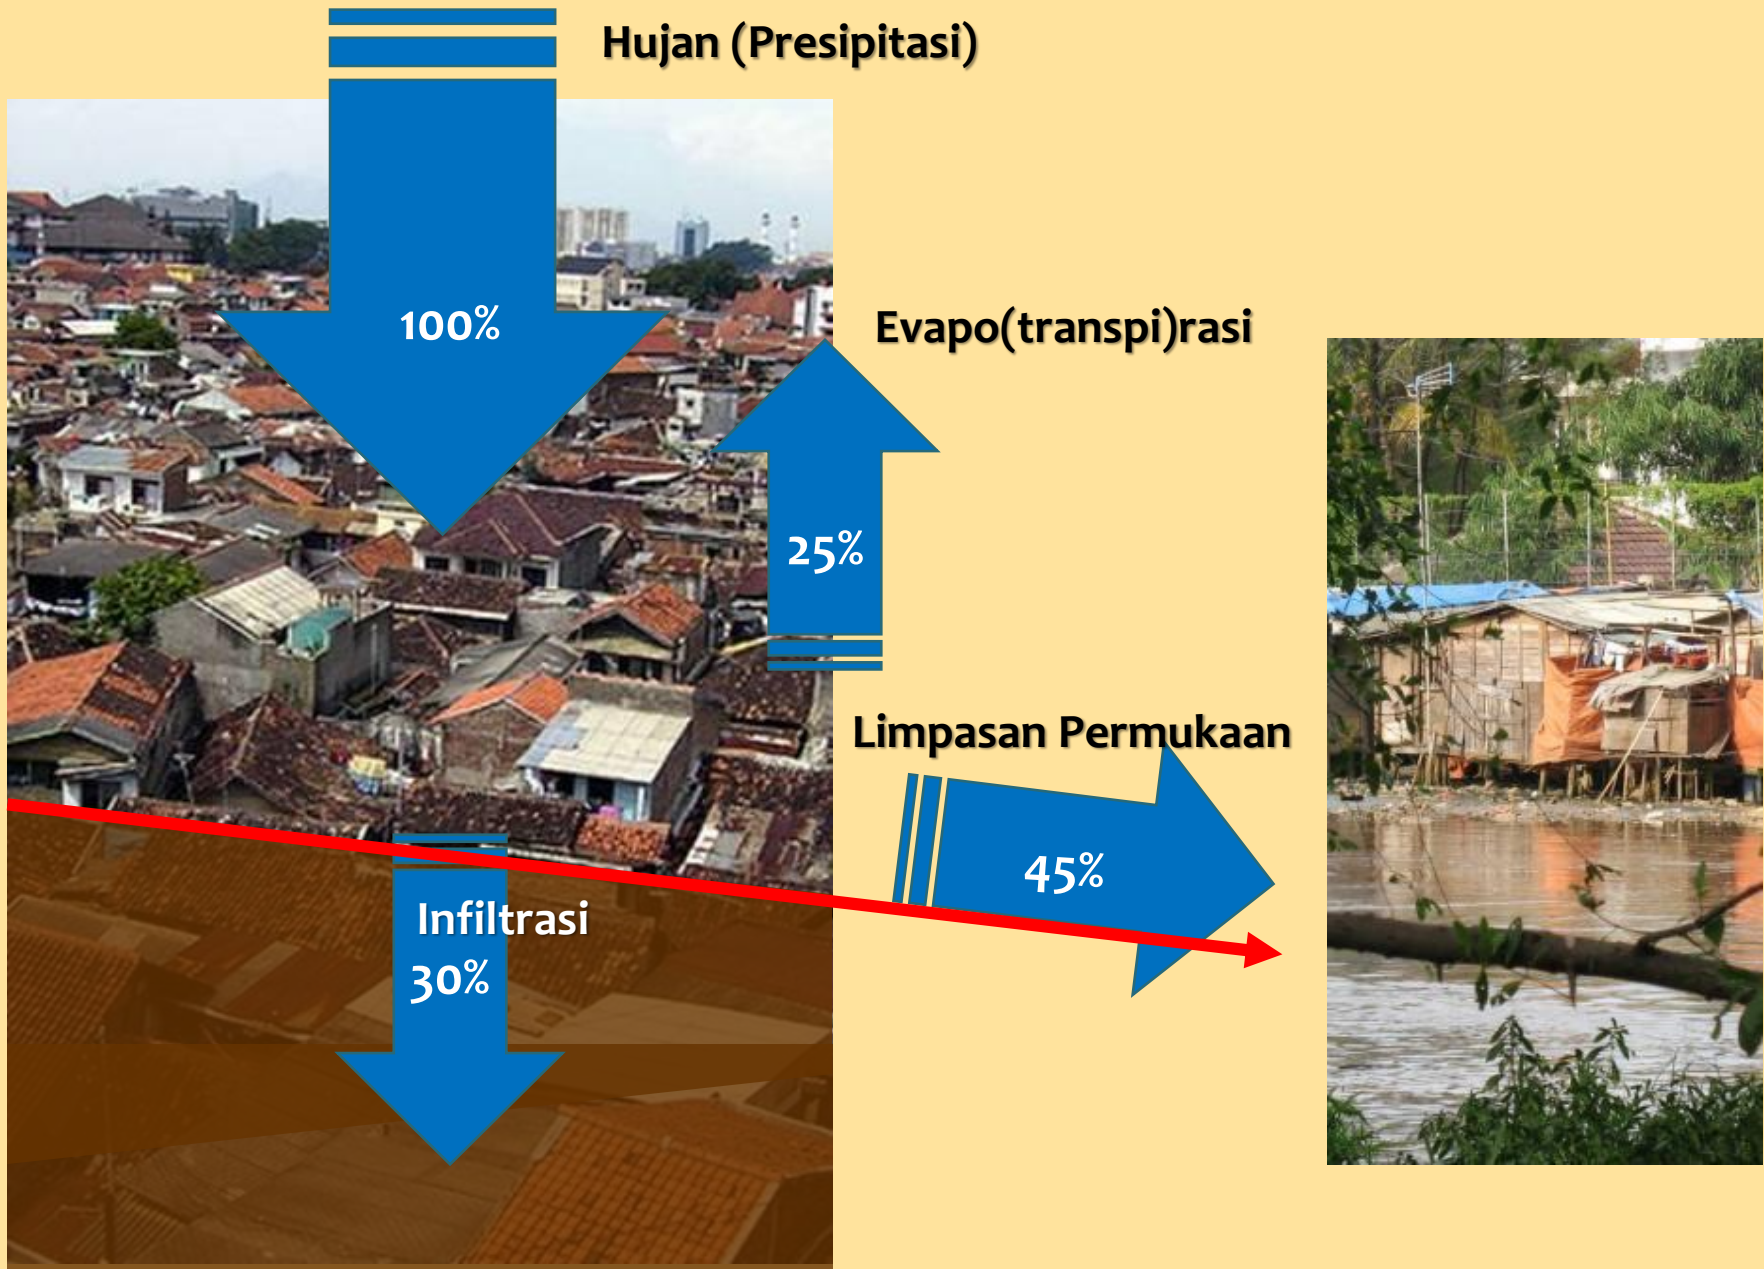 Hujan (Presipitasi)
100%
Evapo(transpi)rasi
25%
Limpasan Permukaan
45%
Infiltrasi
30%